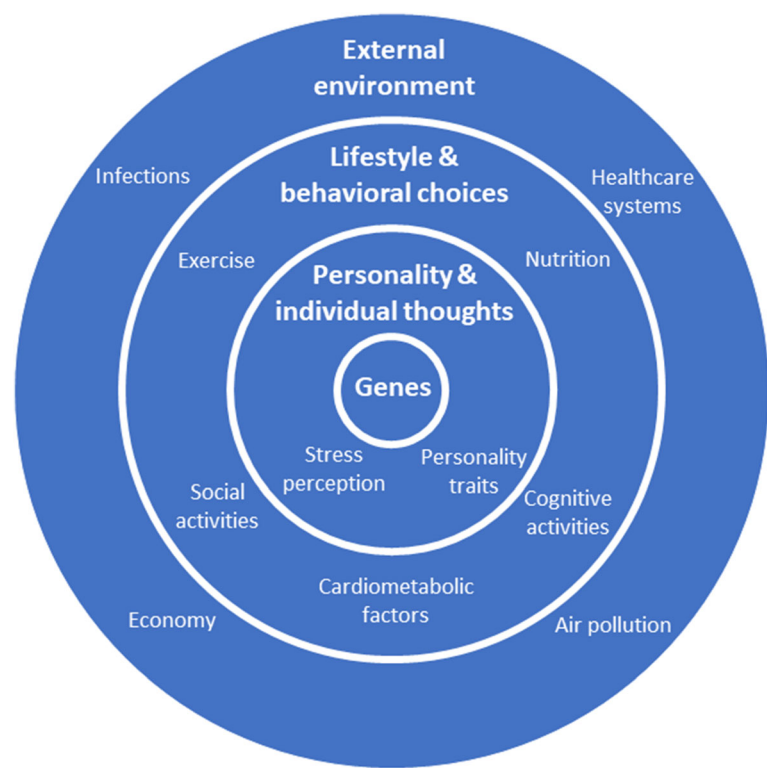 External
environment
Lifestyle &
behavioral choices
Infections
Healthcare
systems
Exercise
Nutrition
Personality &
individual thoughts
Genes
Stress
perception
Personality
traits
Social
activities
Cognitive
activities
Cardiometabolic
factors
Economy
Air pollution